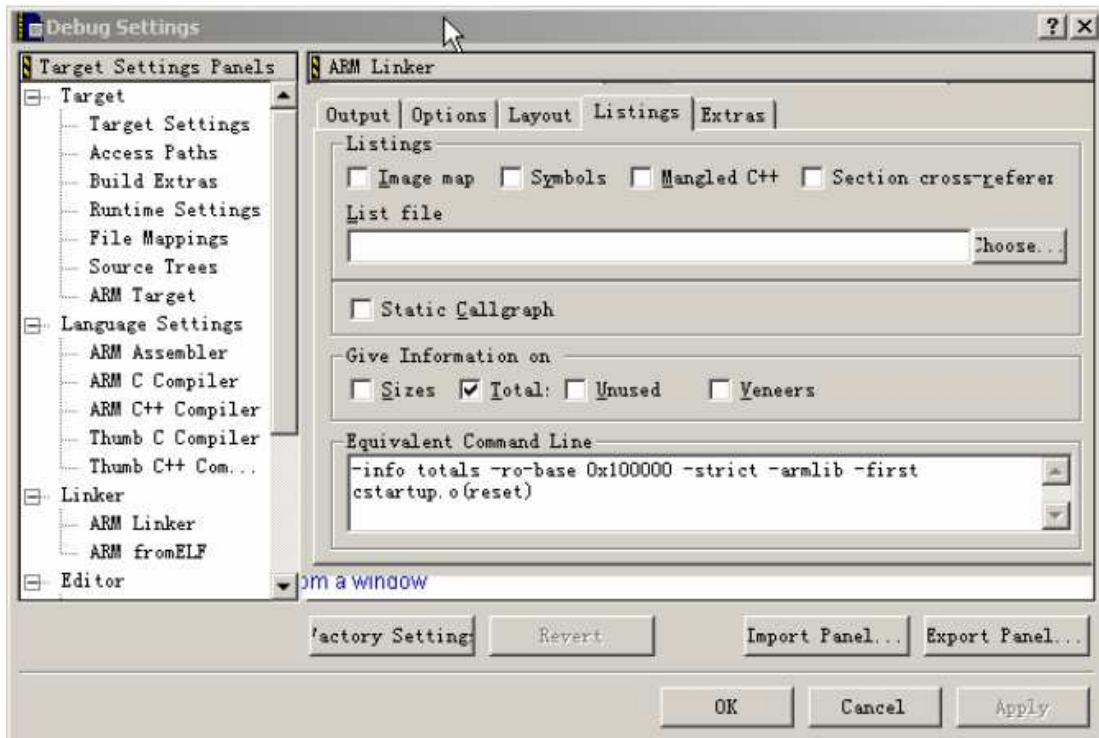 Debug Settings
Target Settings Panels
Target
Target Settings
Access Paths
Build Extras
Runtime Settings
File Mappings
Source Trees
ARM Target
Language Settings
ARM Assembler
ARM C Compiler
ARM C++ Compiler
Thumb C Compiler
Thumb C++ Com...
Linker
ARM Linker
ARM fromELF
Editor
ARM Linker
Output Options Layout Listings Extras
Listings
Image map Symbols Mangled C++ Section cross-referer
List file
Choose...
Static Callgraph
Give Information on
Sizes Total: Unused Veneers
Equivalent Command Line
-info totals -ro-base 0x100000 -strict -armlib -first
cstartup.o(reset)
om a window
Factory Setting Revert Import Panel... Export Panel...
OK Cancel Apply